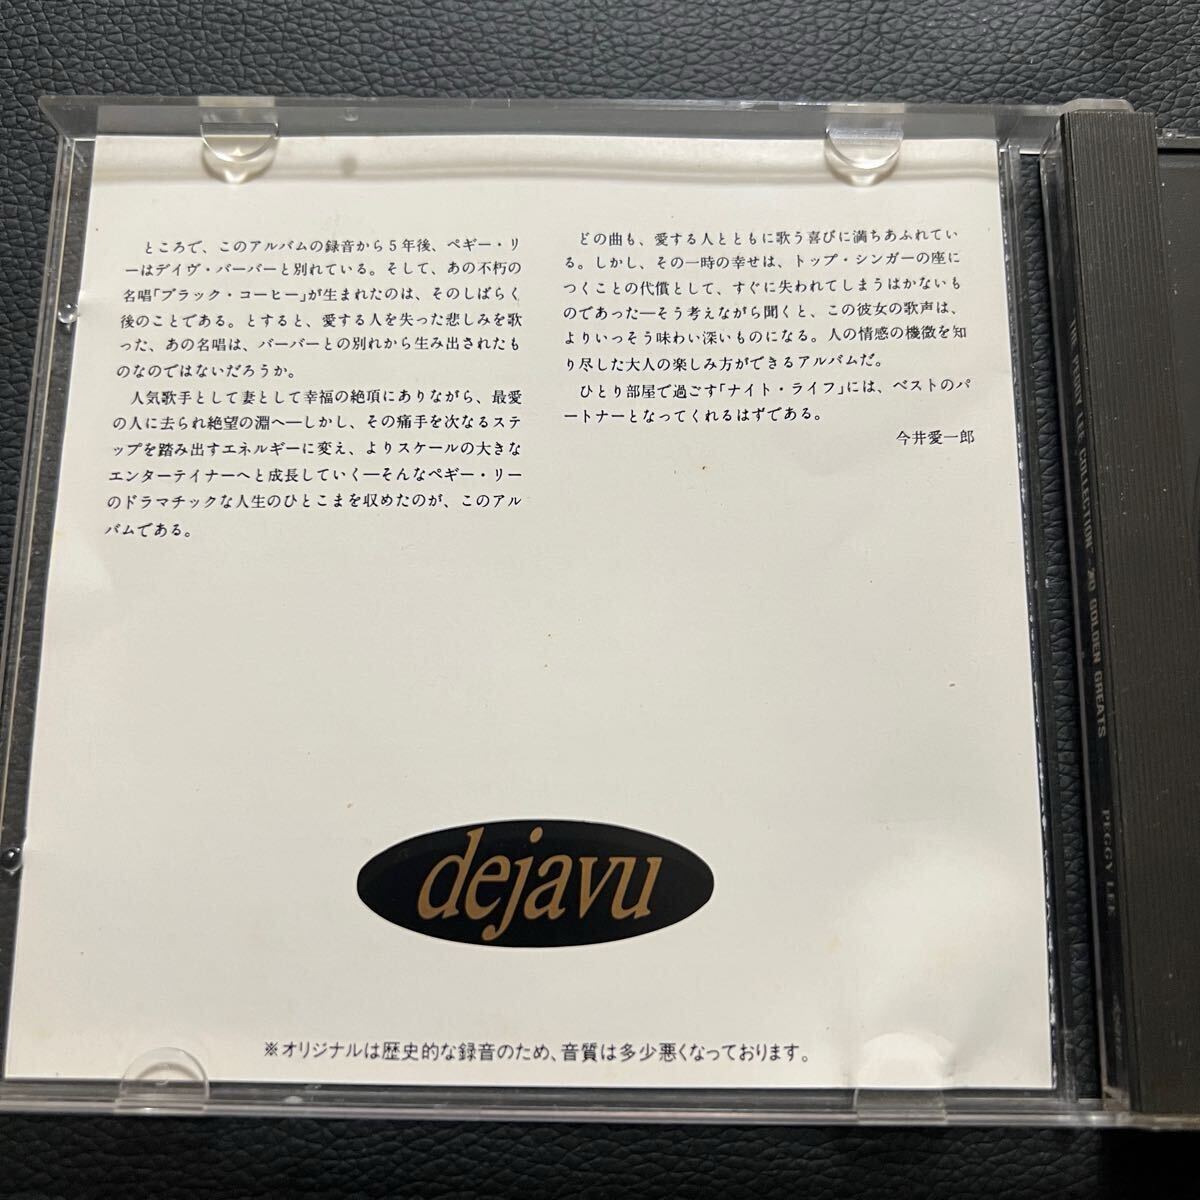 ところで、このアルバムの録音から5年後、ペギー・リ
ーはデイヴ・バーバーと別れている。そして、あの不朽の
名唱「ブラック・コーヒー」が生まれたのは、そのしばらく
後のことである。とすると、愛する人を失った悲しみを歌
った、あの名唱は、バーバーとの別れから生み出されたも
のなのではないだろうか。
人気歌手として妻として幸福の絶頂にありながら、最愛
の人に去られ絶望の淵へ―しかし、その痛手を次なるステ
ップを踏み出すエネルギーに変え、よりスケールの大きな
エンターテイナーへと成長していく―そんなペギー・リー
のドラマチックな人生のひとこまを収めたのが、このアル
バムである。
どの曲も、愛する人とともに歌う喜びに満ちあふれてい
る。しかし、その一時の幸せは、トップ・シンガーの座に
つくことの代償として、すぐに失われてしまうはかないも
のであった―そう考えながら聞くと、この彼女の歌声は、
よりいっそう味わい深いものになる。人の情感の機微を知
り尽した大人の楽しみ方ができるアルバムだ。
ひとり部屋で過ごす「ナイト・ライフ」には、ベストのパ
ートナーとなってくれるはずである。
今井愛一郎
dejavu
※オリジナルは歴史的な録音のため、音質は多少悪くなっております。
THE PEGGY LEE COLLECTION 20 GOLDEN GREATS
PEGGY LEE